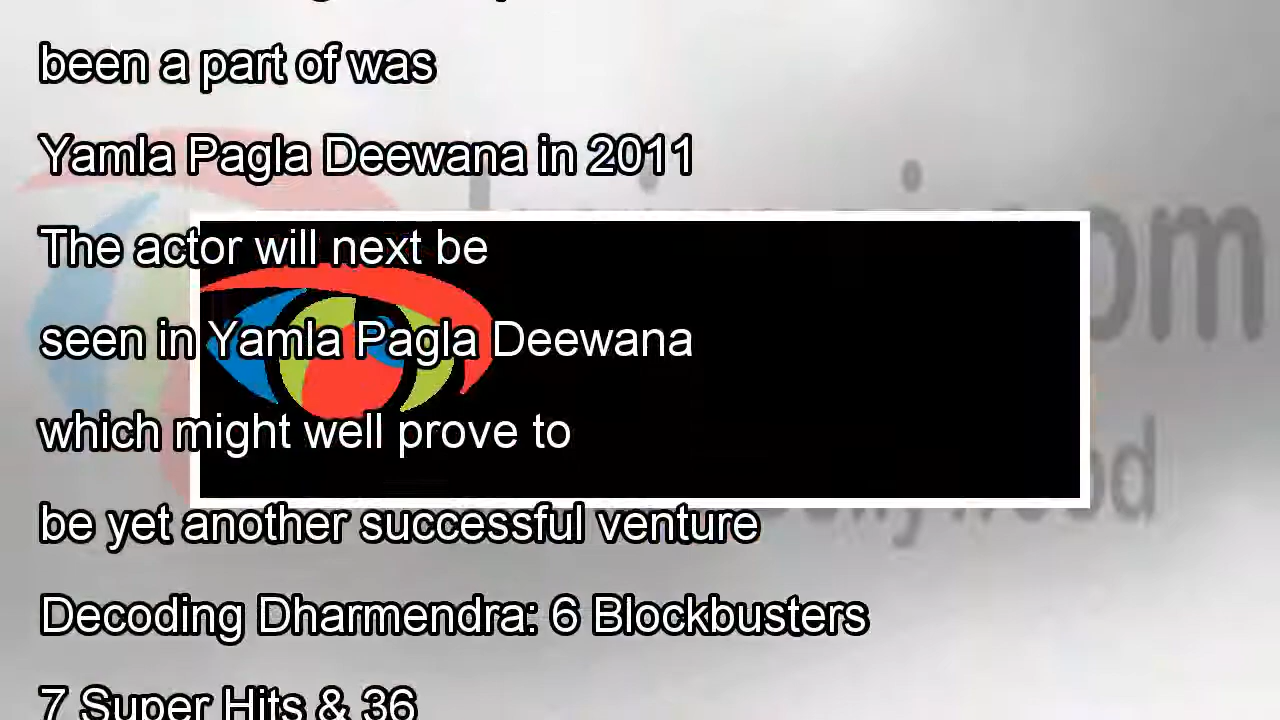 been a part of was
Yamla Pagla Deewana in 2011
The actor will next be
seen in Yamla Pagla Deewana
which might well prove to
be yet another successful venture
Decoding Dharmendra: 6 Blockbusters
7 Super Hits & 36